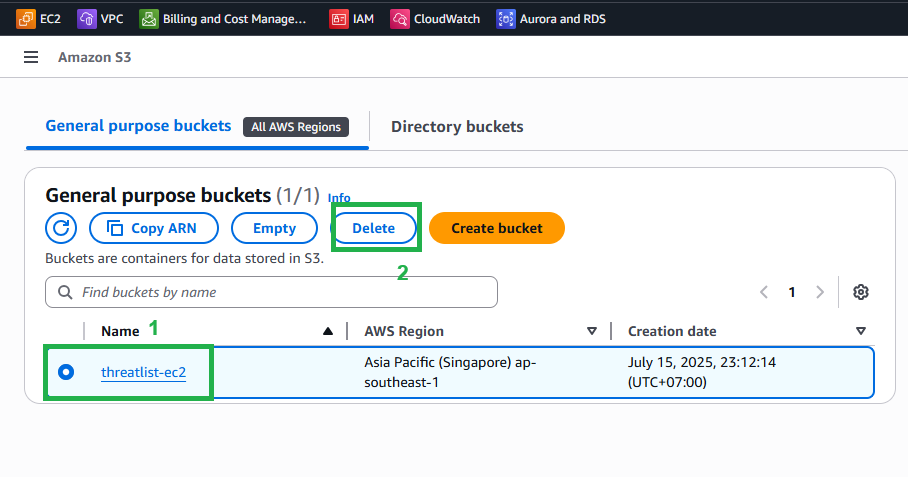 EC2 VPC Billing and Cost Manage... IAM CloudWatch Aurora and RDS
Amazon S3
General purpose buckets All AWS Regions Directory buckets
General purpose buckets (1/1) Info
Copy ARN Empty Delete Create bucket
Buckets are containers for data stored in S3.
2
Find buckets by name 1
Name 1 AWS Region Creation date
threatlist-ec2 Asia Pacific (Singapore) ap-southeast-1 July 15, 2025, 23:12:14 (UTC+07:00)